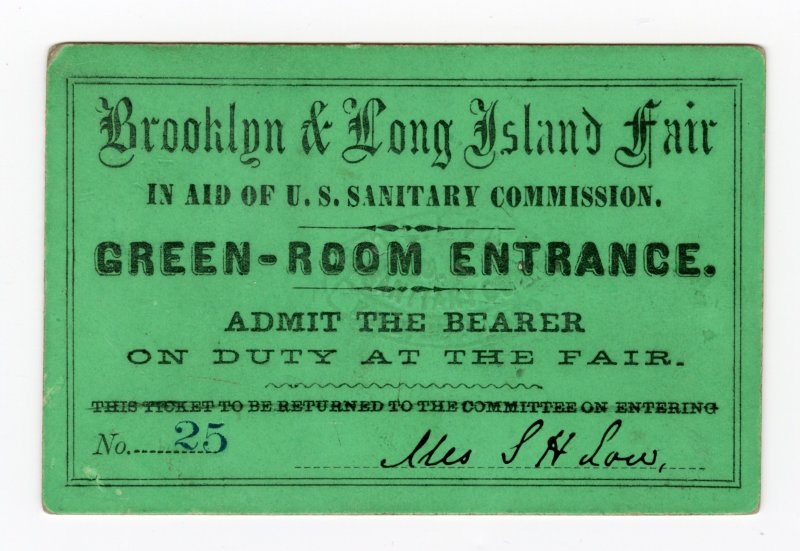 Brooklyn & Long Island Fair
IN AID OF U. S. SANITARY COMMISSION.
GREEN-ROOM ENTRANCE.
ADMIT THE BEARER
ON DUTY AT THE FAIR.
THIS TICKET TO BE RETURNED TO THE COMMITTEE ON ENTERING
No. 25
Mrs S H Low,